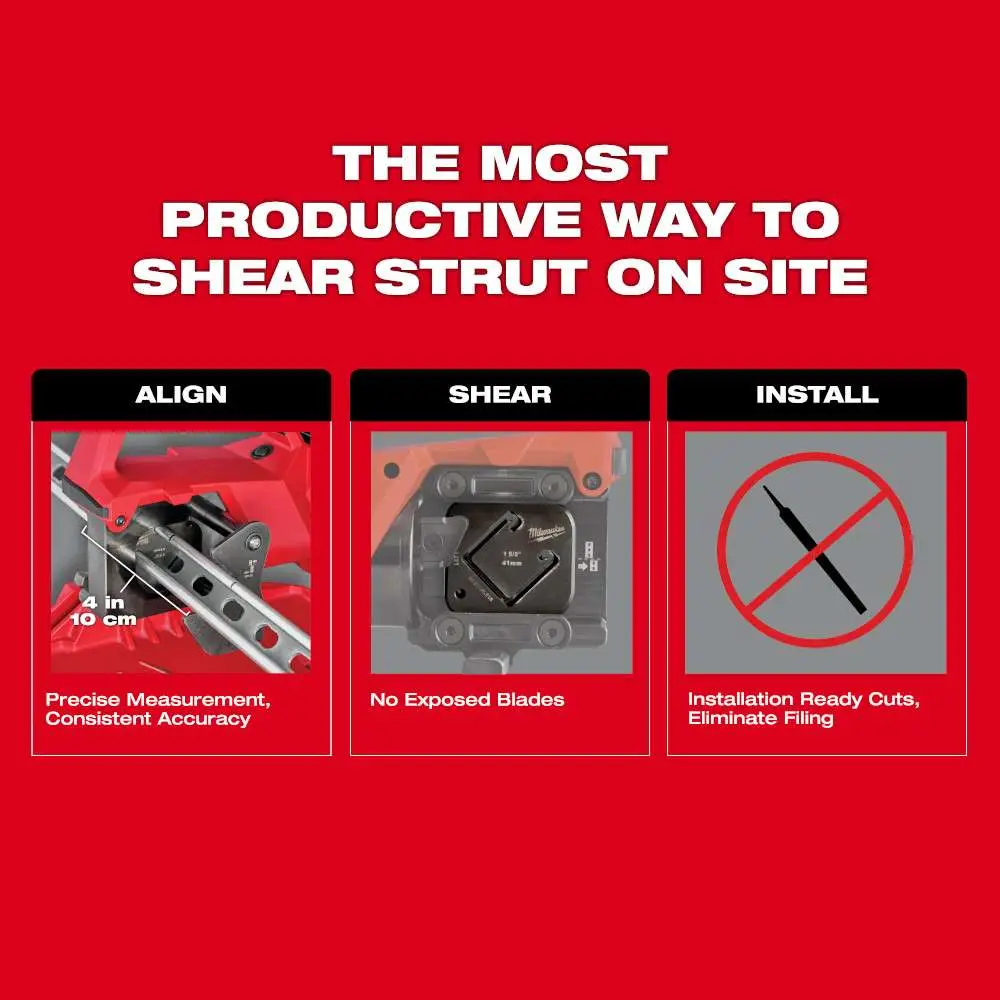 THE MOST
PRODUCTIVE WAY TO
SHEAR STRUT ON SITE
ALIGN
4 in
10 cm
Precise Measurement,
Consistent Accuracy
SHEAR
Milwaukee
1 5/8"
41mm
No Exposed Blades
INSTALL
Installation Ready Cuts,
Eliminate Filing